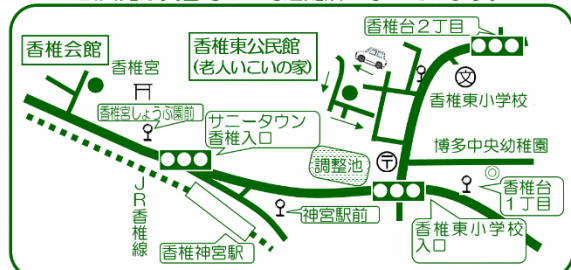 香椎会館
香椎宮
香椎東公民館
(老人いこいの家)
香椎台2丁目
文
香椎東小学校
香椎宮しょうぶ園前
サニータウン
香椎入口
調整池
博多中央幼稚園
香椎台
1丁目
JR香椎線
神宮駅前
香椎神宮駅
香椎東小学校
入口